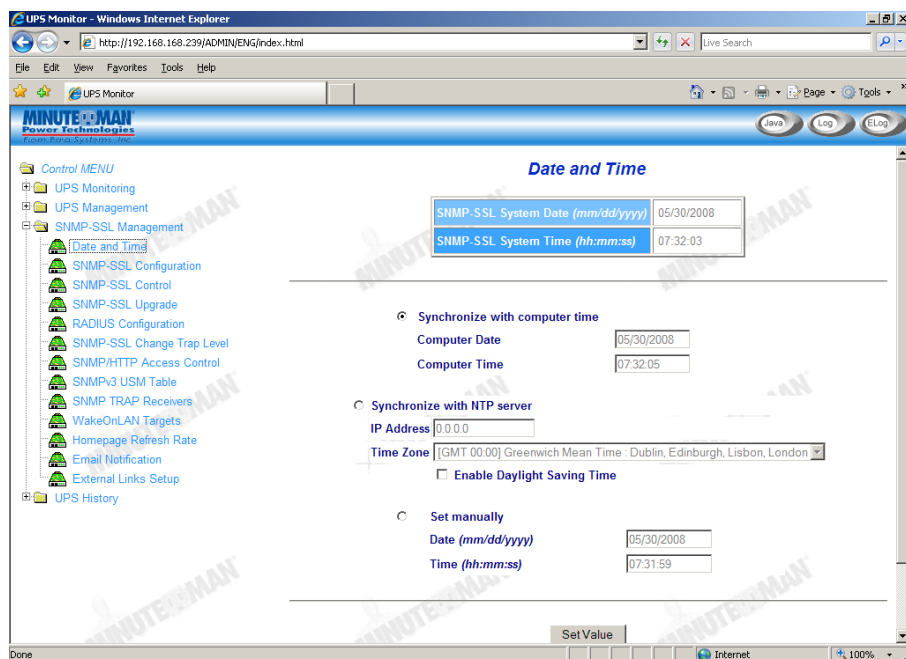 UPS Monitor - Windows Internet Explorer
http://192.168.168.239/ADMIN/ENG/index.html
Live Search
File Edit View Favorites Tools Help
UPS Monitor
Page Tools
MINUTEMAN
Power Technologies
From Para Systems, Inc.
Java Log ELog
Control MENU
UPS Monitoring
UPS Management
SNMP-SSL Management
Date and Time
SNMP-SSL Configuration
SNMP-SSL Control
SNMP-SSL Upgrade
RADIUS Configuration
SNMP-SSL Change Trap Level
SNMP/HTTP Access Control
SNMPv3 USM Table
SNMP TRAP Receivers
WakeOnLAN Targets
Homepage Refresh Rate
Email Notification
External Links Setup
UPS History
Date and Time
SNMP-SSL System Date (mm/dd/yyyy) 05/30/2008
SNMP-SSL System Time (hh:mm:ss) 07:32:03
Synchronize with computer time
Computer Date 05/30/2008
Computer Time 07:32:05
Synchronize with NTP server
IP Address 0.0.0.0
Time Zone [GMT 00:00] Greenwich Mean Time : Dublin, Edinburgh, Lisbon, London
Enable Daylight Saving Time
Set manually
Date (mm/dd/yyyy) 05/30/2008
Time (hh:mm:ss) 07:31:59
Set Value
Done
Internet
100%